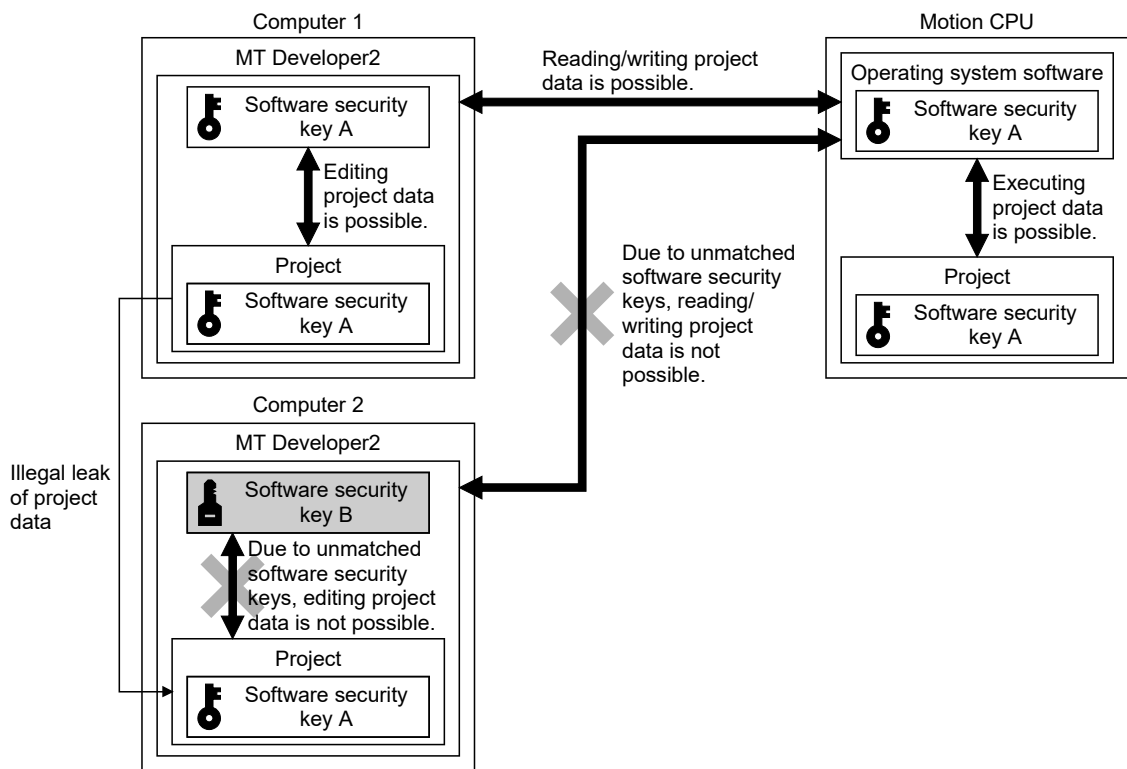 Computer 1
MT Developer2
Software security
key A
Editing
project data
is possible.
Project
Software security
key A
Reading/writing project
data is possible.
Motion CPU
Operating system software
Software security
key A
Executing
project data
is possible.
Project
Software security
key A
Due to unmatched
software security
keys, reading/
writing project
data is not
possible.
Illegal leak
of project
data
Computer 2
MT Developer2
Software security
key B
Due to unmatched
software security
keys, editing project
data is not possible.
Project
Software security
key A